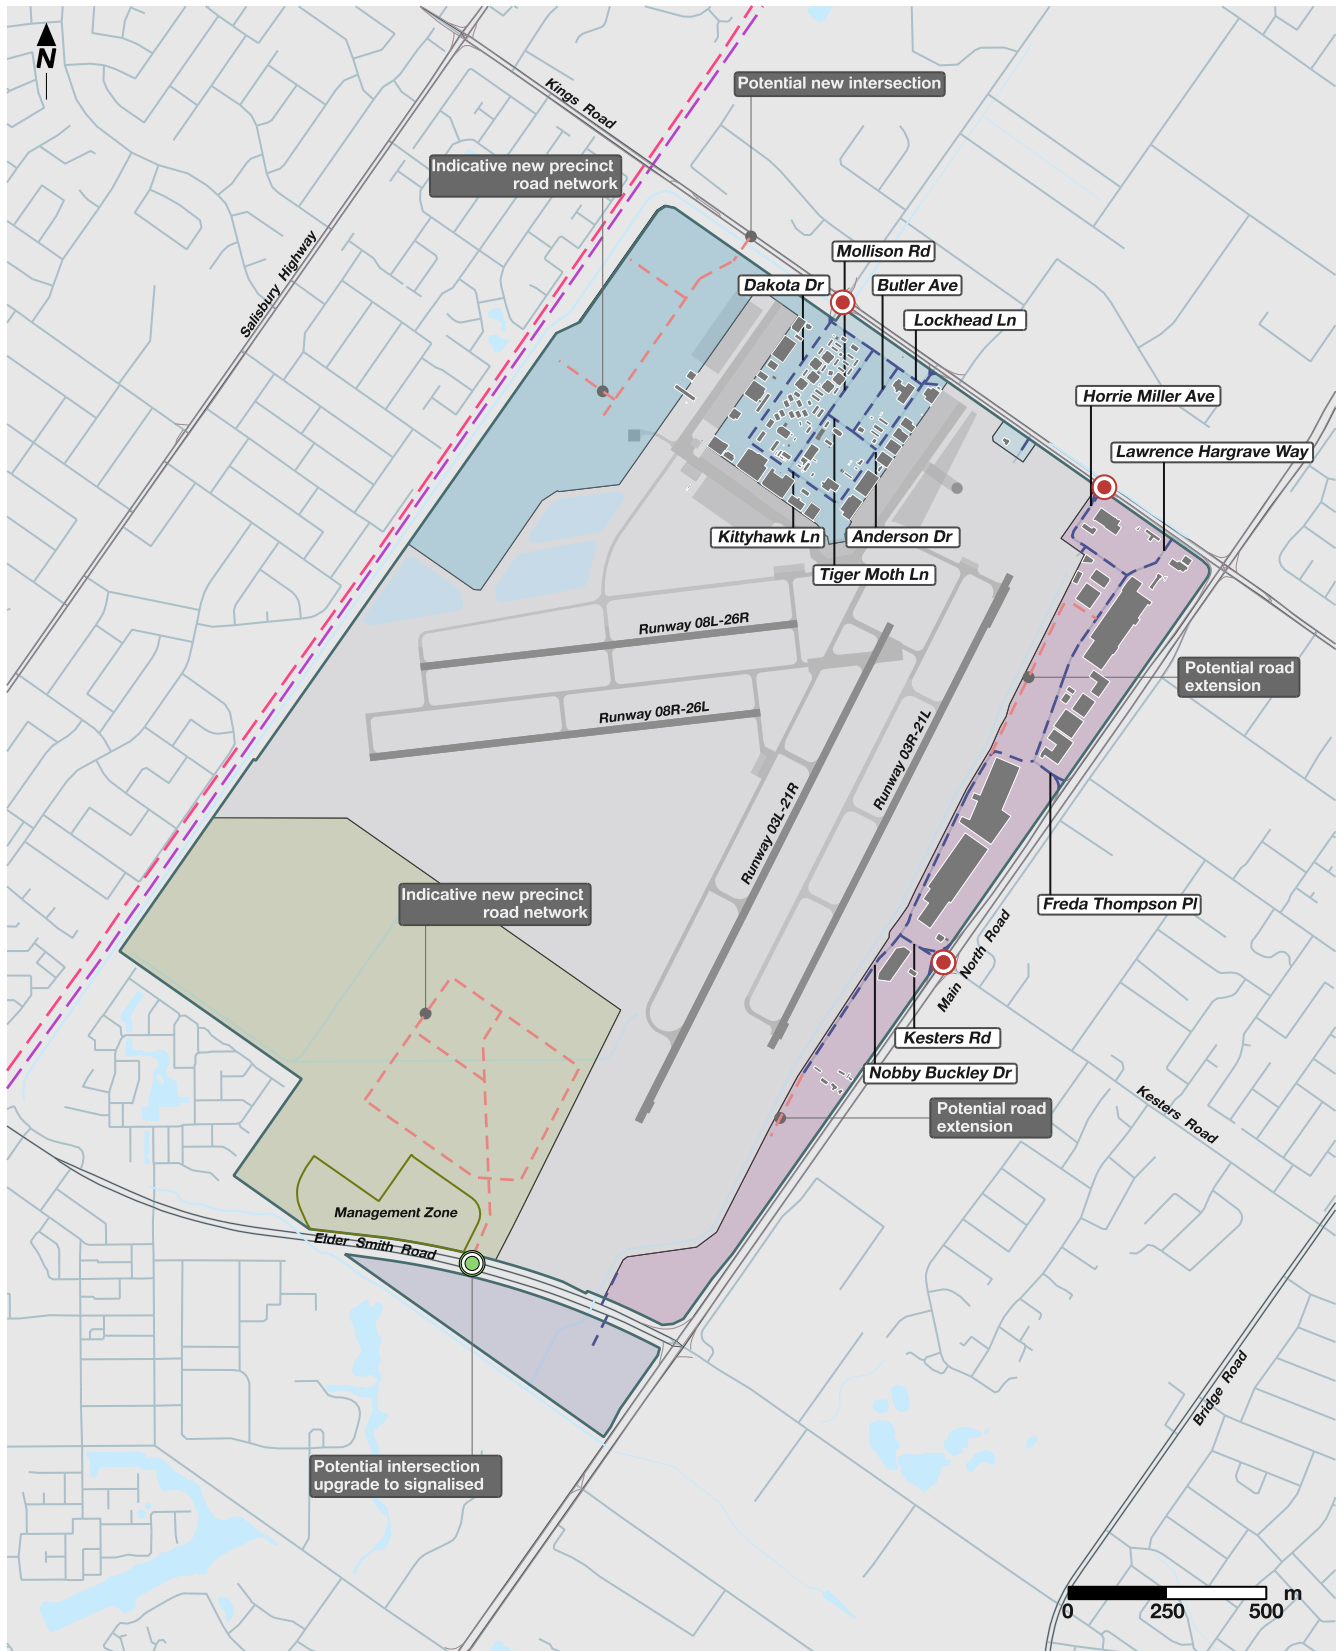 N
Kings Road
Potential new intersection
Indicative new precinct
road network
Salisbury Highway
Mollison Rd
Dakota Dr
Butler Ave
Lockhead Ln
Horrie Miller Ave
Lawrence Hargrave Way
Kittyhawk Ln
Anderson Dr
Tiger Moth Ln
Runway 08L-26R
Runway 08R-26L
Runway 03R-21L
Runway 03L-21R
Potential road
extension
Indicative new precinct
road network
Freda Thompson Pl
Main North Road
Kesters Rd
Nobby Buckley Dr
Potential road
extension
Kesters Road
Management Zone
Elder Smith Road
Bridge Road
Potential intersection
upgrade to signalised
m
0 250 500